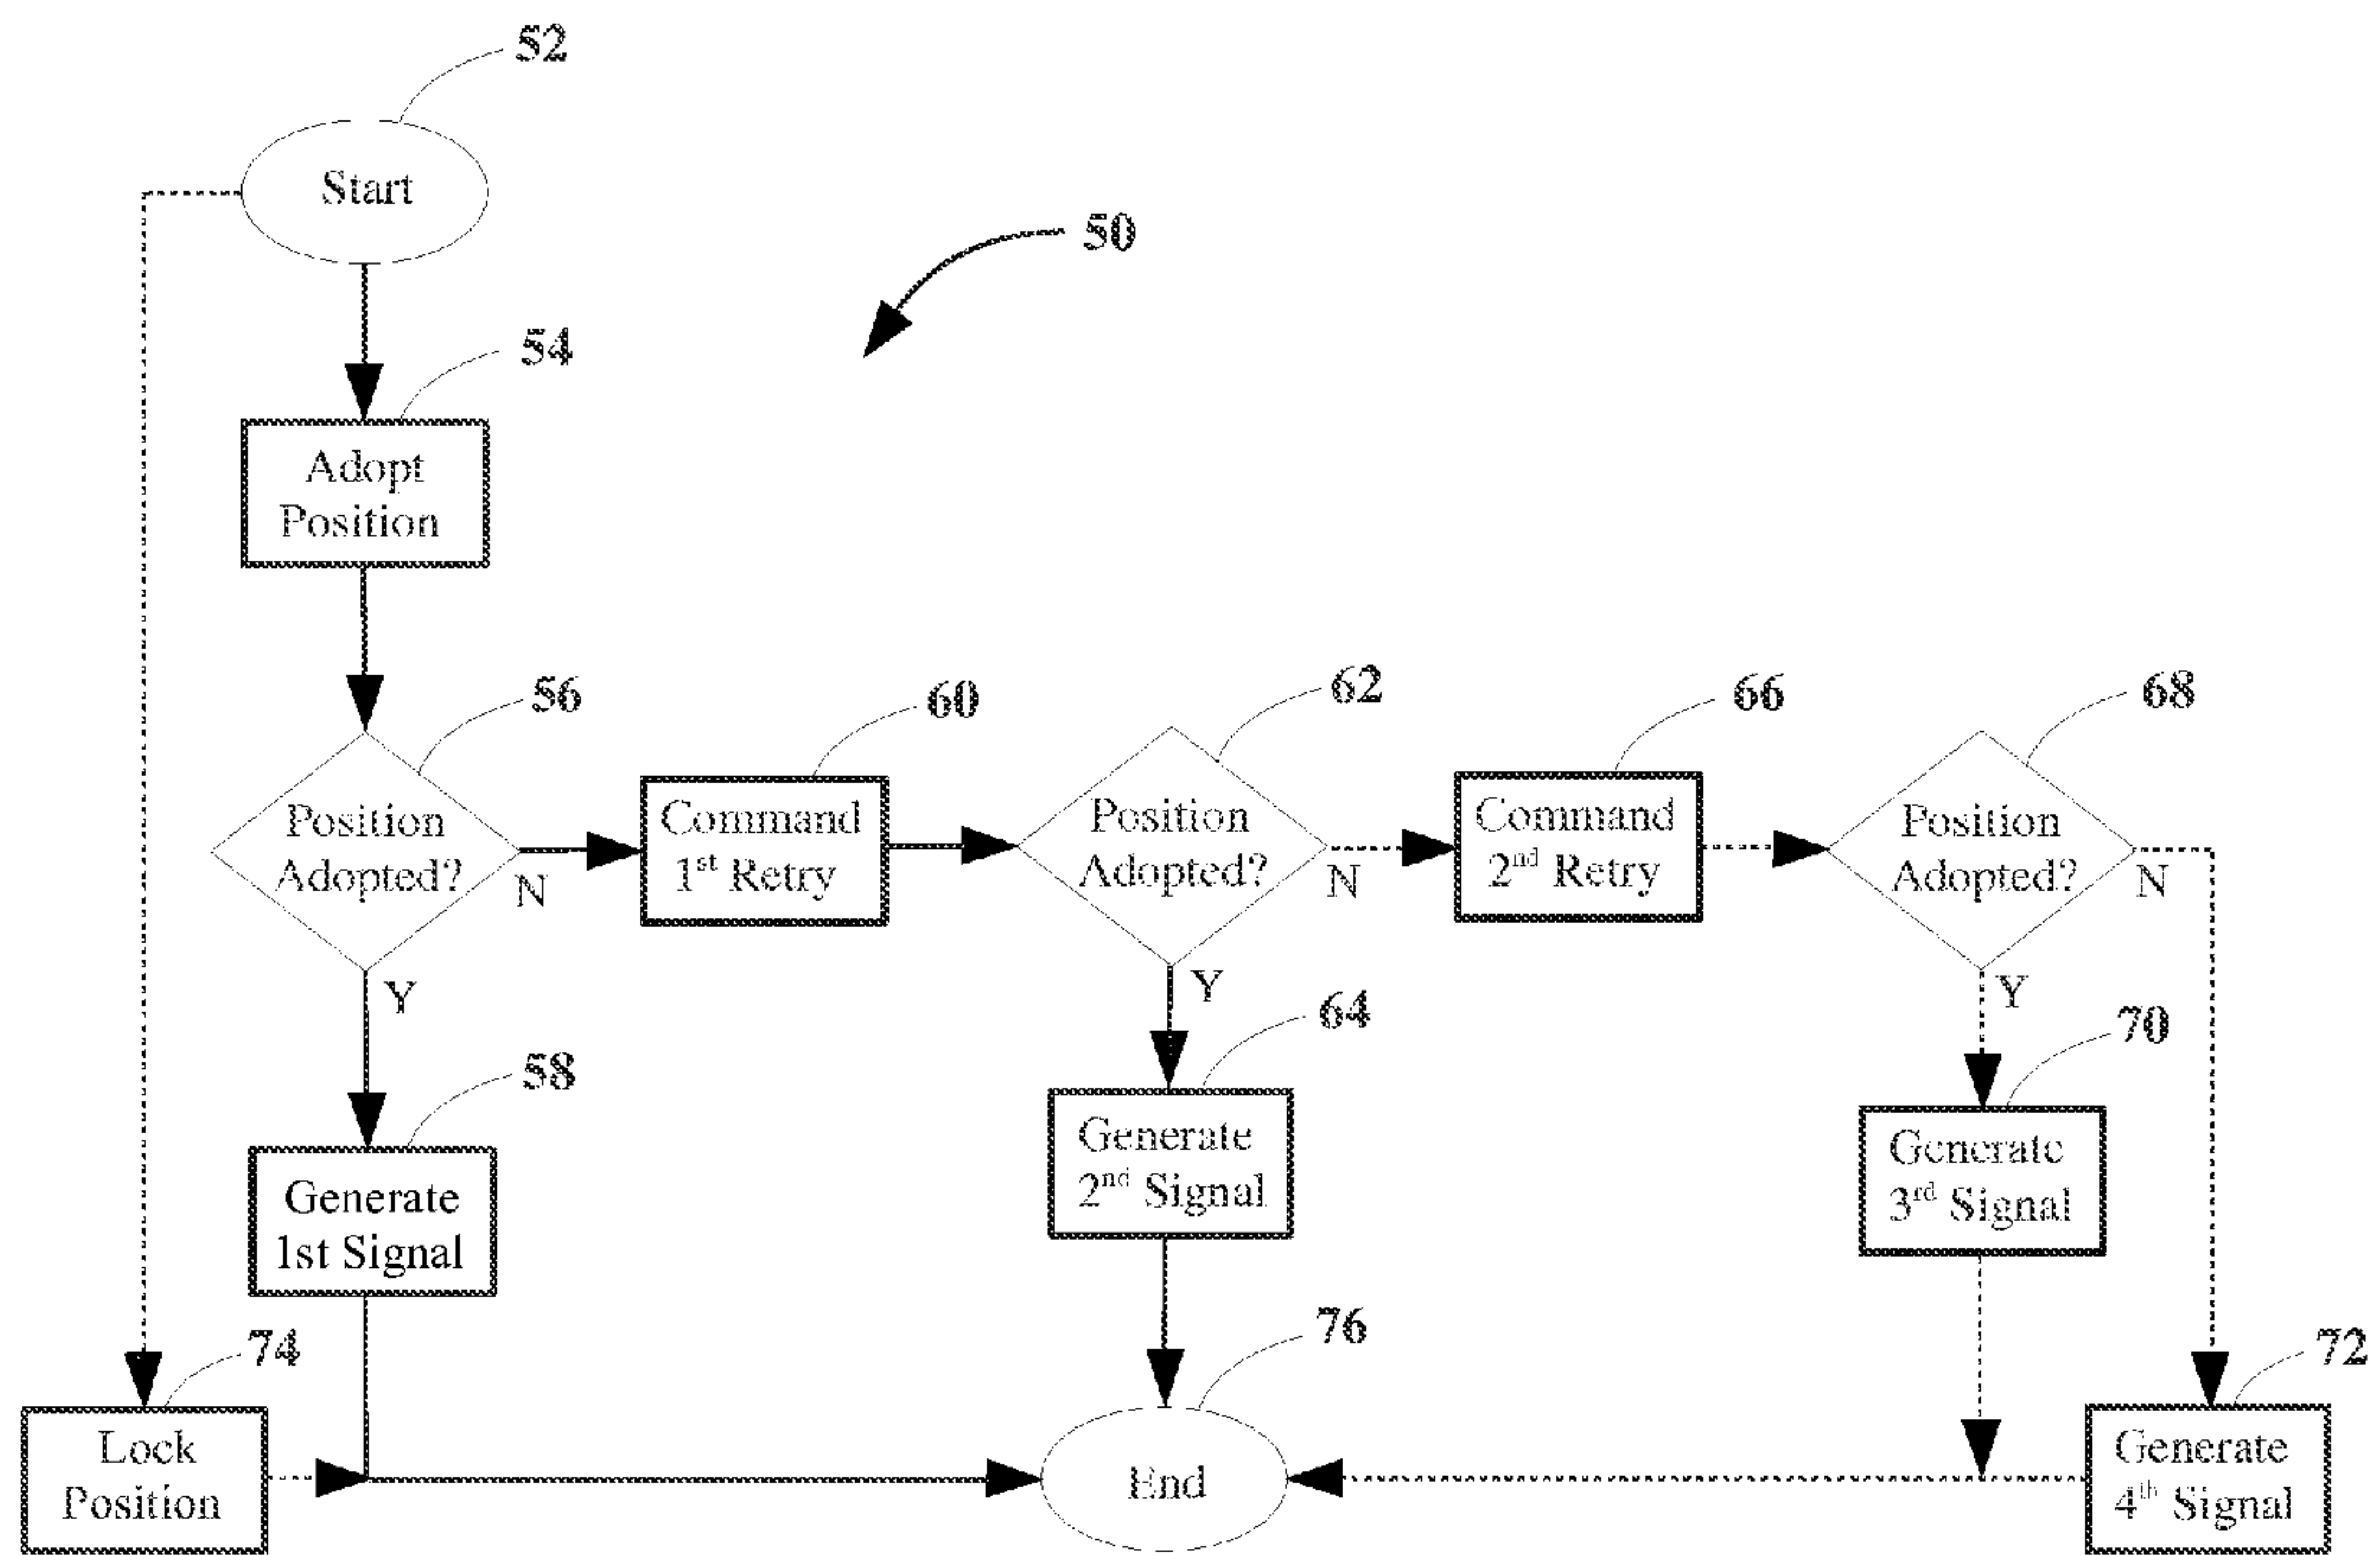 52
Start
50
54
Adopt
Position
56
60
62
66
68
Position
Adopted?
N
Command
1st Retry
Position
Adopted?
N
Command
2nd Retry
Position
Adopted?
N
Y
Y
Y
58
64
70
Generate
1st Signal
Generate
2nd Signal
Generate
3rd Signal
74
76
72
Lock
Position
End
Generate
4th Signal